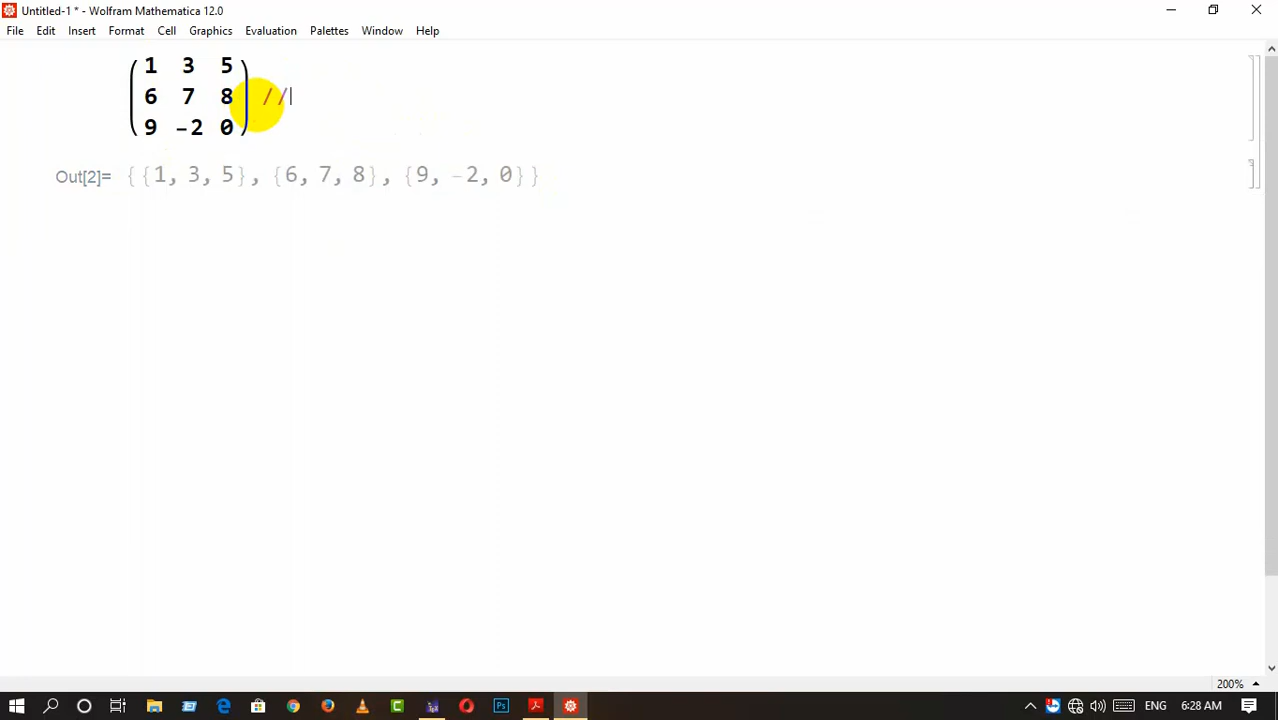 Untitled-1 * - Wolfram Mathematica 12.0
File Edit Insert Format Cell Graphics Evaluation Palettes Window Help
1 3 5
6 7 8 //
9 -2 0
Out[2]= {{1, 3, 5}, {6, 7, 8}, {9, -2, 0}}
200%
ENG 6:28 AM